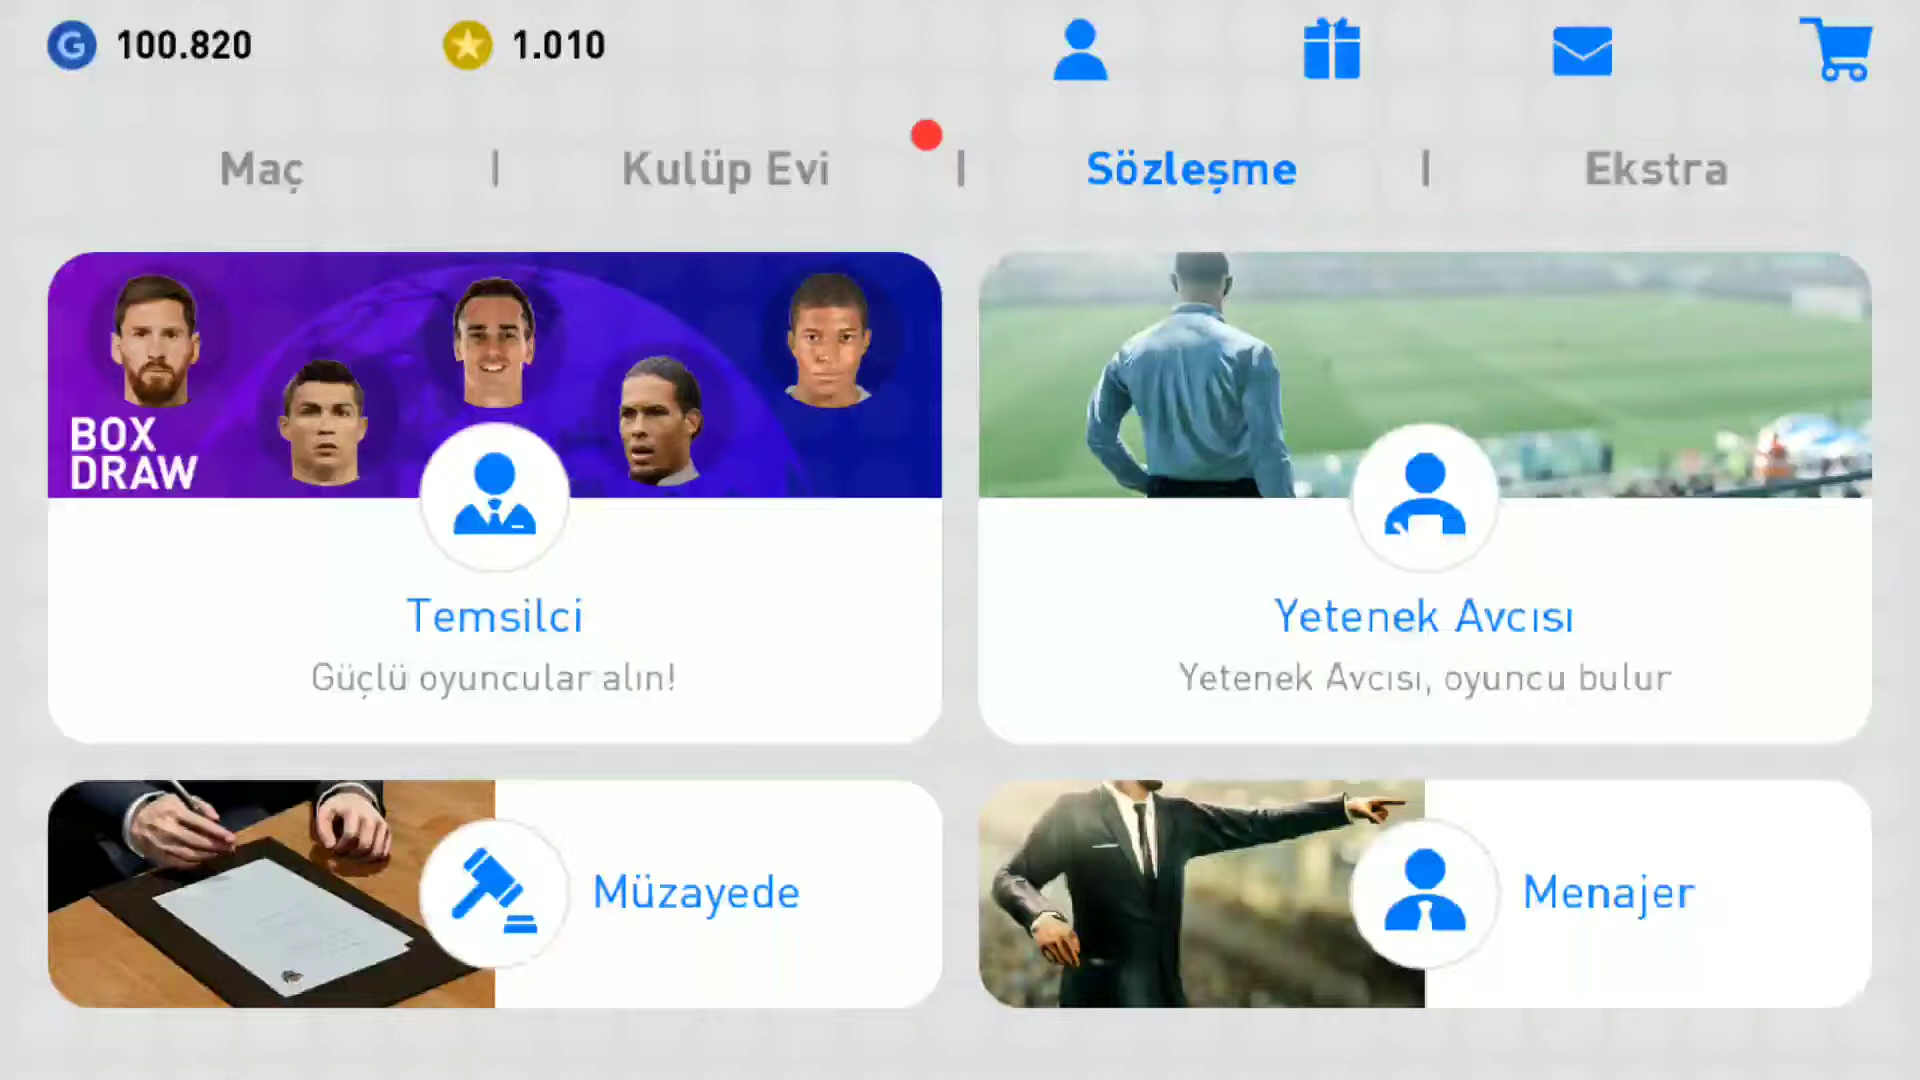 G 100.820
1.010
Maç | Kulüp Evi | Sözleşme | Ekstra
BOX
DRAW
Temsilci
Güçlü oyuncular alın!
Yetenek Avcısı
Yetenek Avcısı, oyuncu bulur
Müzayede
Menajer